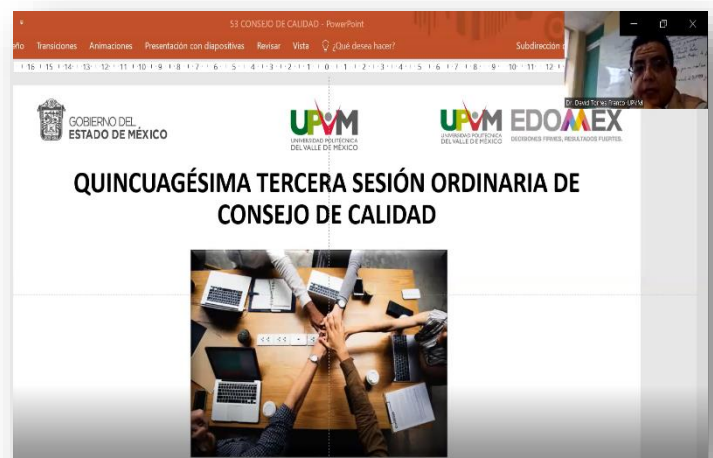 53 CONSEJO DE CALIDAD - PowerPoint
Transiciones Animaciones Presentación con diapositivas Revisar Vista ¿Qué desea hacer? Subdirección
Dr. David Torres Franco-UPVM
GOBIERNO DEL
ESTADO DE MÉXICO
UPVM
UNIVERSIDAD POLITÉCNICA
DEL VALLE DE MÉXICO
UPVM
UNIVERSIDAD POLITÉCNICA
DEL VALLE DE MÉXICO
EDOMEX
DECISIONES FIRMES, RESULTADOS FUERTES.
QUINCUAGÉSIMA TERCERA SESIÓN ORDINARIA DE
CONSEJO DE CALIDAD